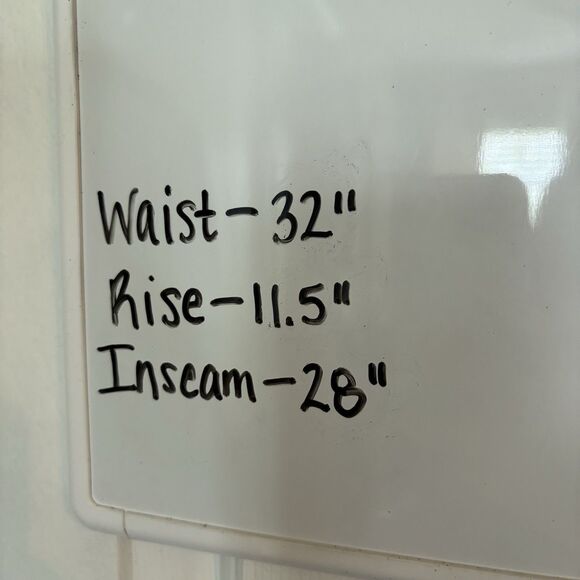 Waist - 32"
Rise - 11.5"
Inseam - 28"